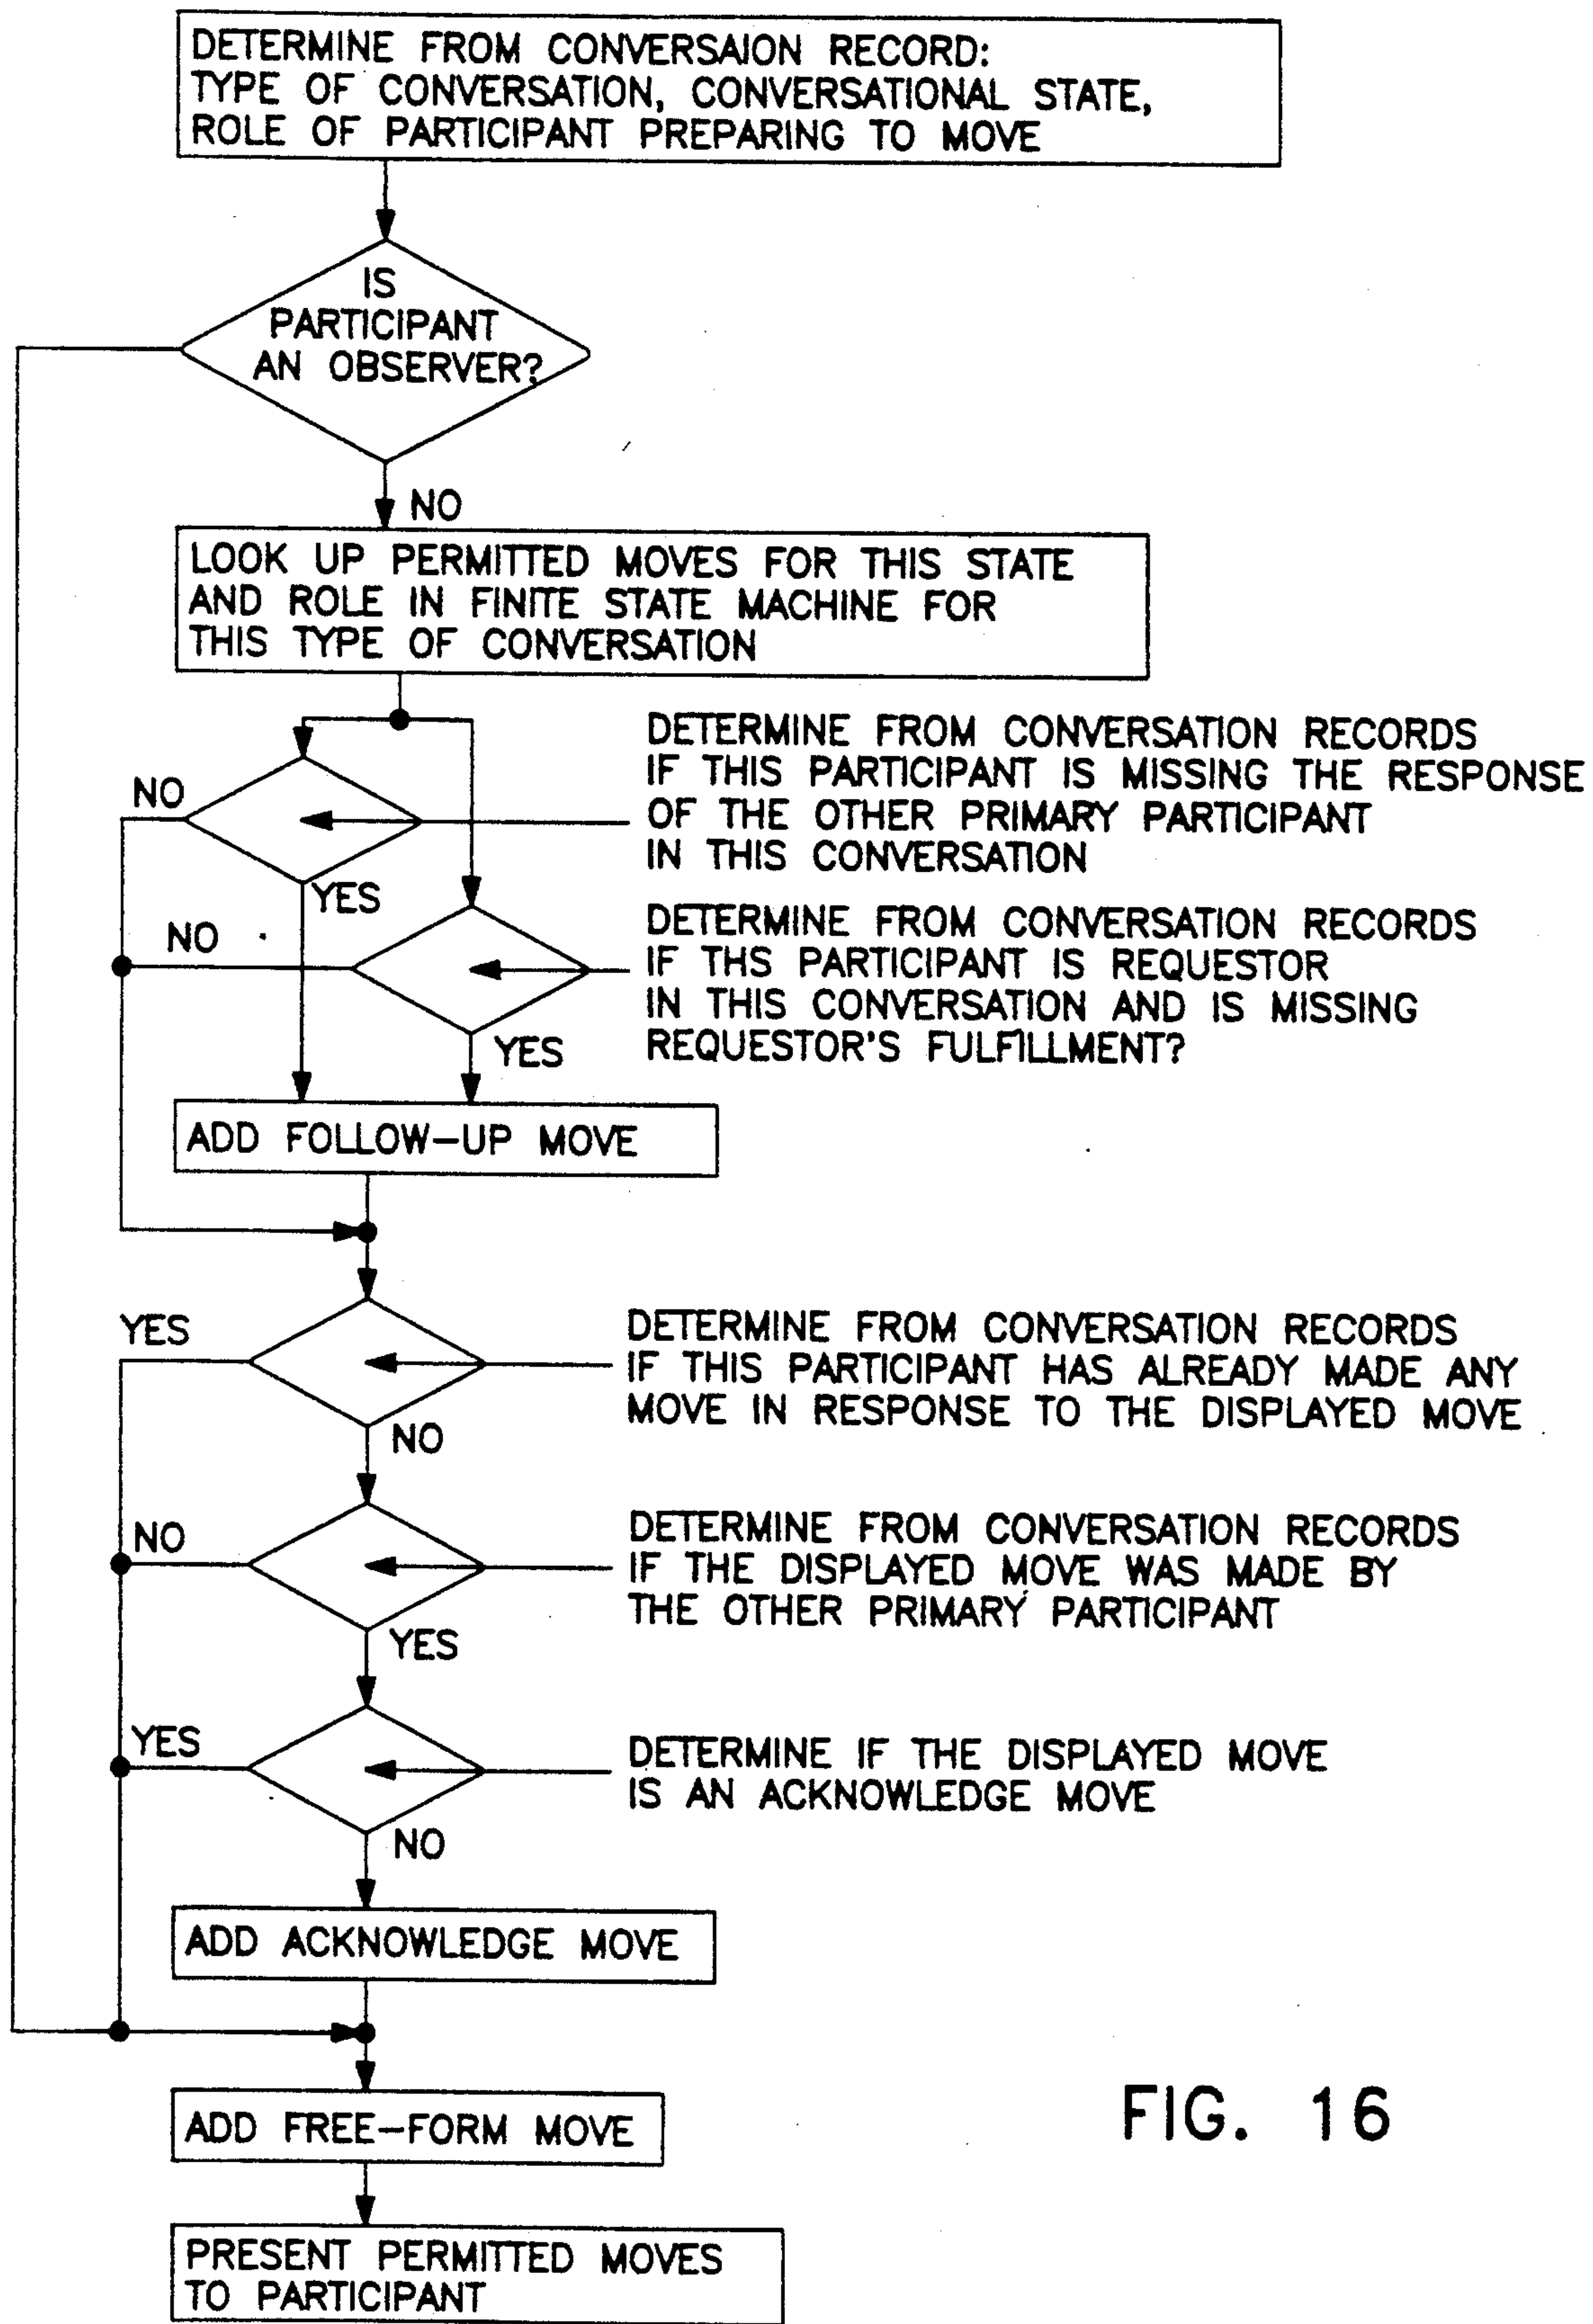 DETERMINE FROM CONVERSAION RECORD:
TYPE OF CONVERSATION, CONVERSATIONAL STATE,
ROLE OF PARTICIPANT PREPARING TO MOVE
IS
PARTICIPANT
AN OBSERVER?
NO
LOOK UP PERMITTED MOVES FOR THIS STATE
AND ROLE IN FINITE STATE MACHINE FOR
THIS TYPE OF CONVERSATION
NO
DETERMINE FROM CONVERSATION RECORDS
IF THIS PARTICIPANT IS MISSING THE RESPONSE
OF THE OTHER PRIMARY PARTICIPANT
IN THIS CONVERSATION
YES
NO
DETERMINE FROM CONVERSATION RECORDS
IF THS PARTICIPANT IS REQUESTOR
IN THIS CONVERSATION AND IS MISSING
REQUESTOR'S FULFILLMENT?
YES
ADD FOLLOW-UP MOVE
YES
DETERMINE FROM CONVERSATION RECORDS
IF THIS PARTICIPANT HAS ALREADY MADE ANY
MOVE IN RESPONSE TO THE DISPLAYED MOVE
NO
NO
DETERMINE FROM CONVERSATION RECORDS
IF THE DISPLAYED MOVE WAS MADE BY
THE OTHER PRIMARY PARTICIPANT
YES
YES
DETERMINE IF THE DISPLAYED MOVE
IS AN ACKNOWLEDGE MOVE
NO
ADD ACKNOWLEDGE MOVE
ADD FREE-FORM MOVE
FIG. 16
PRESENT PERMITTED MOVES
TO PARTICIPANT